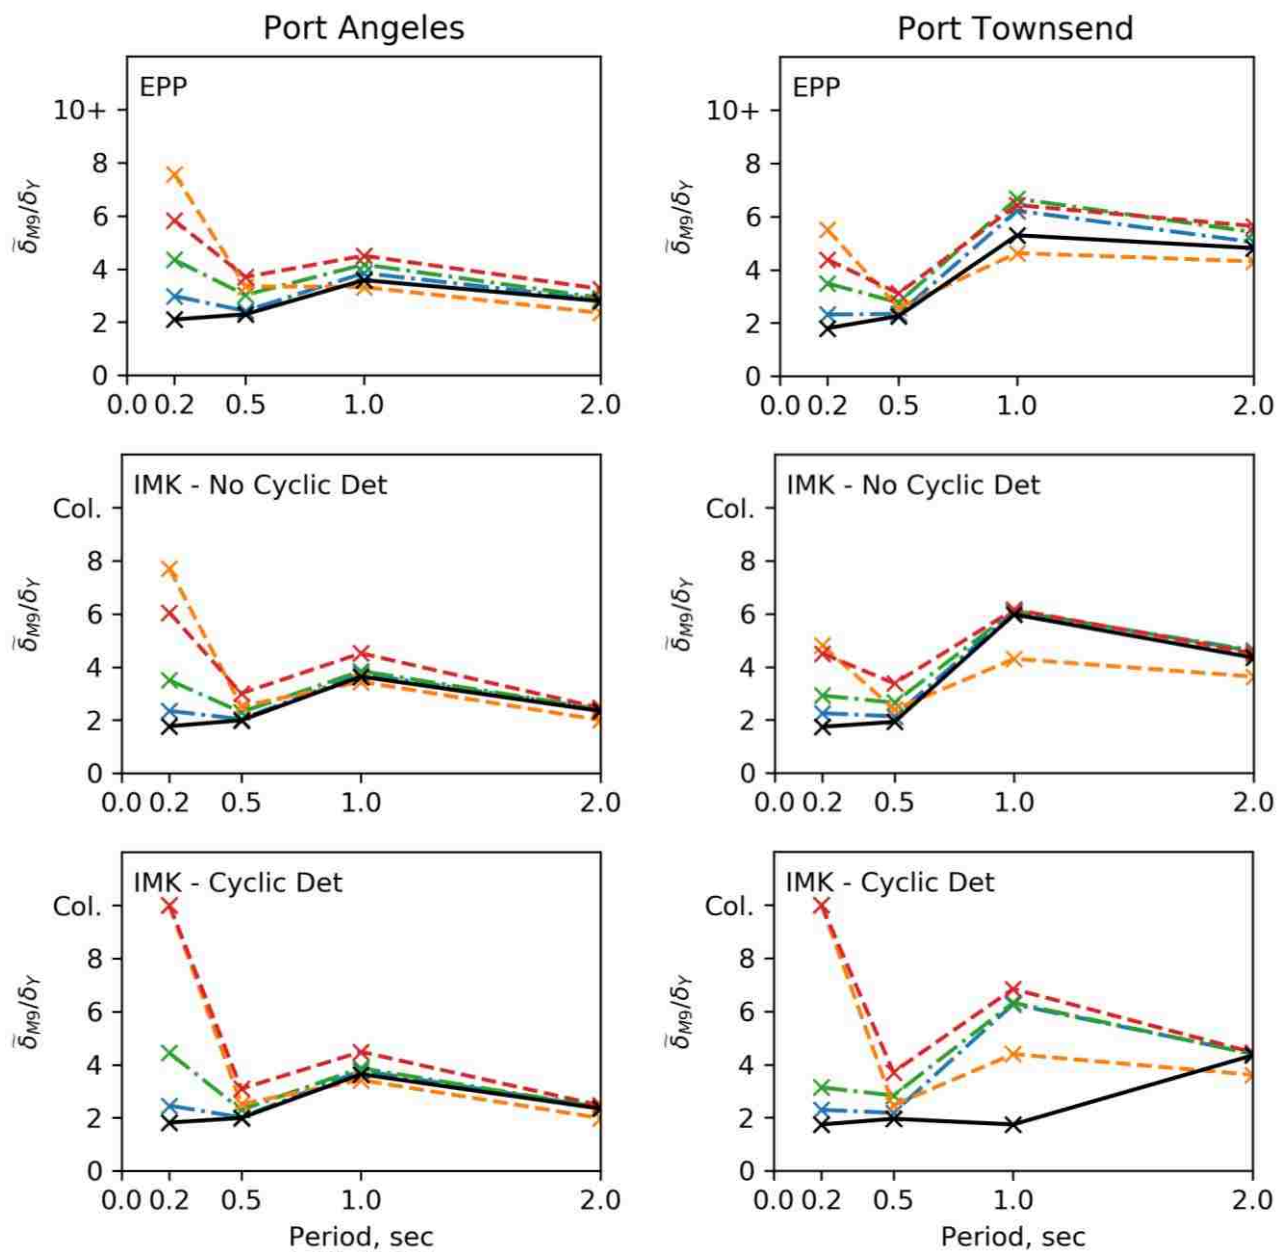 Port Angeles
Port Townsend
EPP
10+
8
6
4
2
0
δ̃M9/δY
0.0 0.2 0.5 1.0 2.0
EPP
10+
8
6
4
2
0
δ̃M9/δY
0.0 0.2 0.5 1.0 2.0
IMK - No Cyclic Det
Col.
8
6
4
2
0
δ̃M9/δY
0.0 0.2 0.5 1.0 2.0
IMK - No Cyclic Det
Col.
8
6
4
2
0
δ̃M9/δY
0.0 0.2 0.5 1.0 2.0
IMK - Cyclic Det
Col.
8
6
4
2
0
δ̃M9/δY
0.0 0.2 0.5 1.0 2.0
Period, sec
IMK - Cyclic Det
Col.
8
6
4
2
0
δ̃M9/δY
0.0 0.2 0.5 1.0 2.0
Period, sec